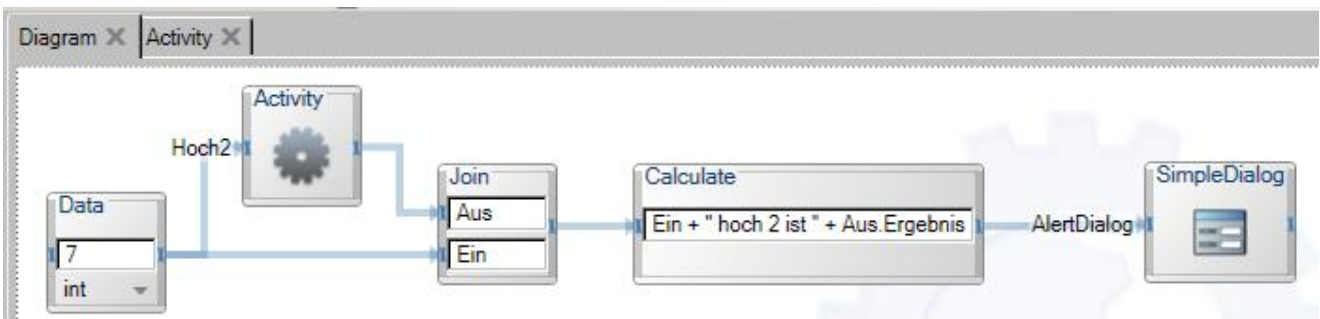 Diagram
Activity
Activity
Hoch2
Data
7
int
Join
Aus
Ein
Calculate
Ein + " hoch 2 ist " + Aus.Ergebnis
AlertDialog
SimpleDialog